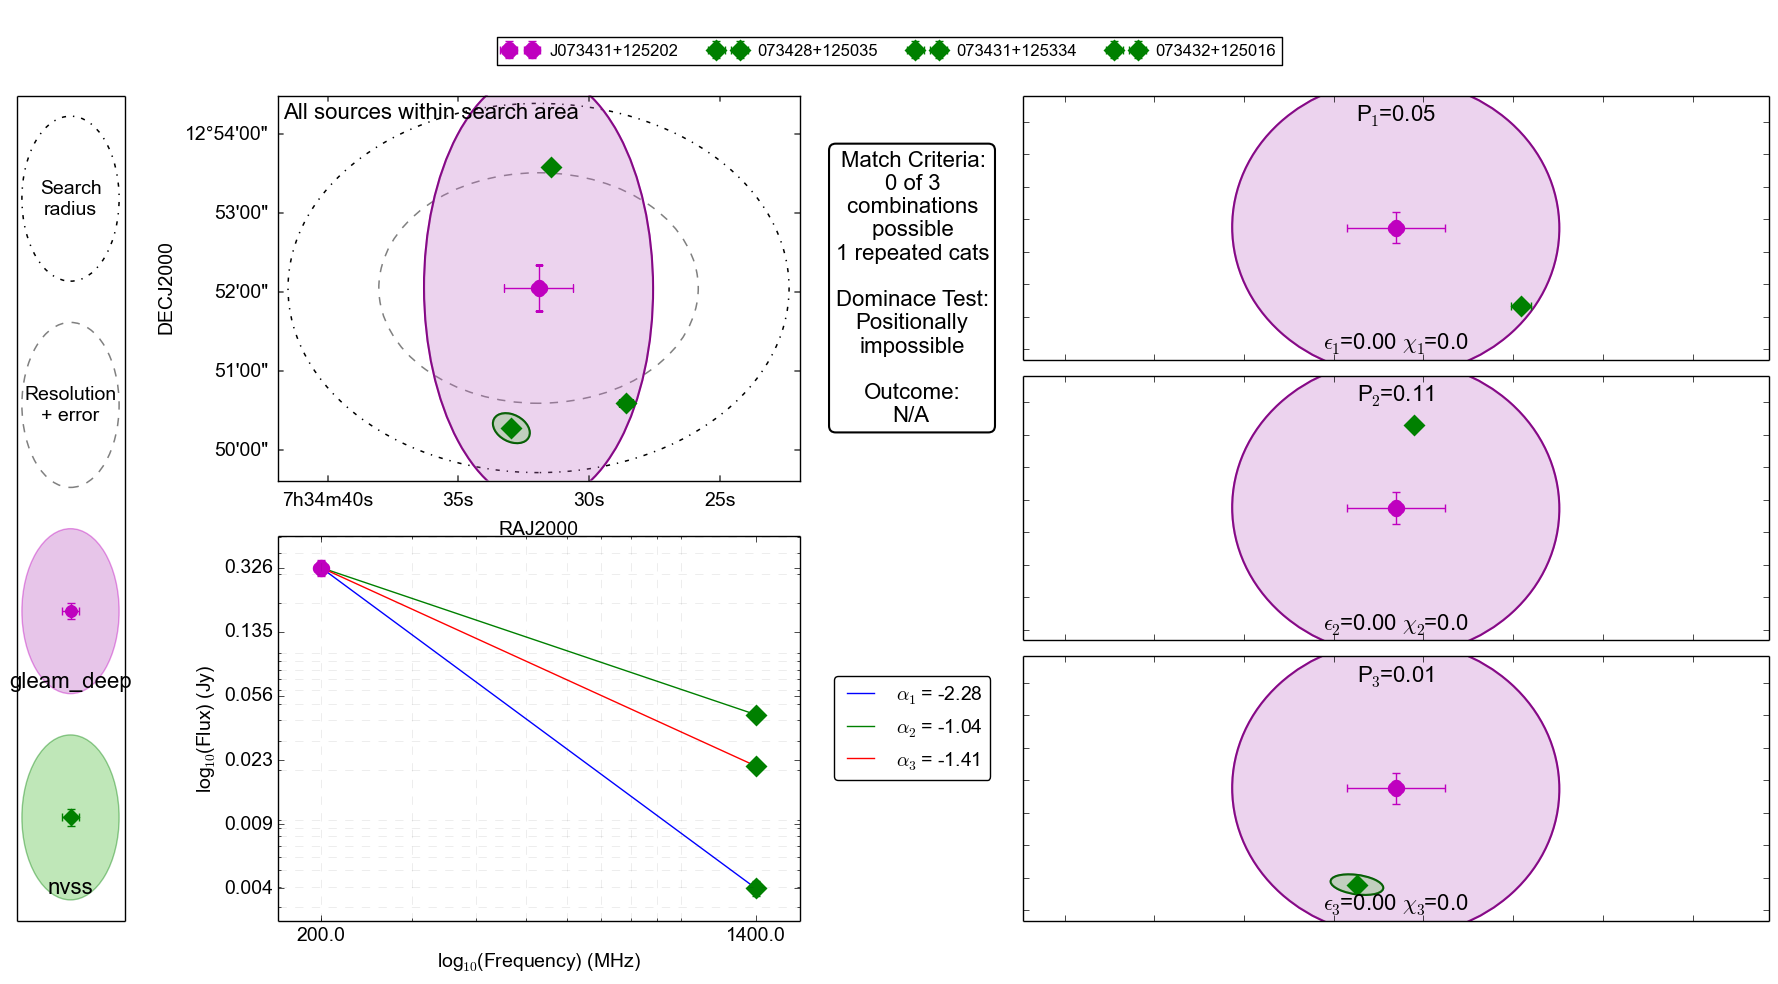 J073431+125202
073428+125035
073431+125334
073432+125016
Search
radius
Resolution
+ error
gleam_deep
nvss
All sources within search area
DECJ2000
12°54'00"
53'00"
52'00"
51'00"
50'00"
7h34m40s
35s
30s
25s
RAJ2000
Match Criteria:
0 of 3
combinations
possible
1 repeated cats
Dominace Test:
Positionally
impossible
Outcome:
N/A
log10(Flux) (Jy)
0.326
0.135
0.056
0.023
0.009
0.004
200.0
1400.0
log10(Frequency) (MHz)
α1 = -2.28
α2 = -1.04
α3 = -1.41
P1=0.05
ϵ1=0.00 χ1=0.0
P2=0.11
ϵ2=0.00 χ2=0.0
P3=0.01
ϵ3=0.00 χ3=0.0